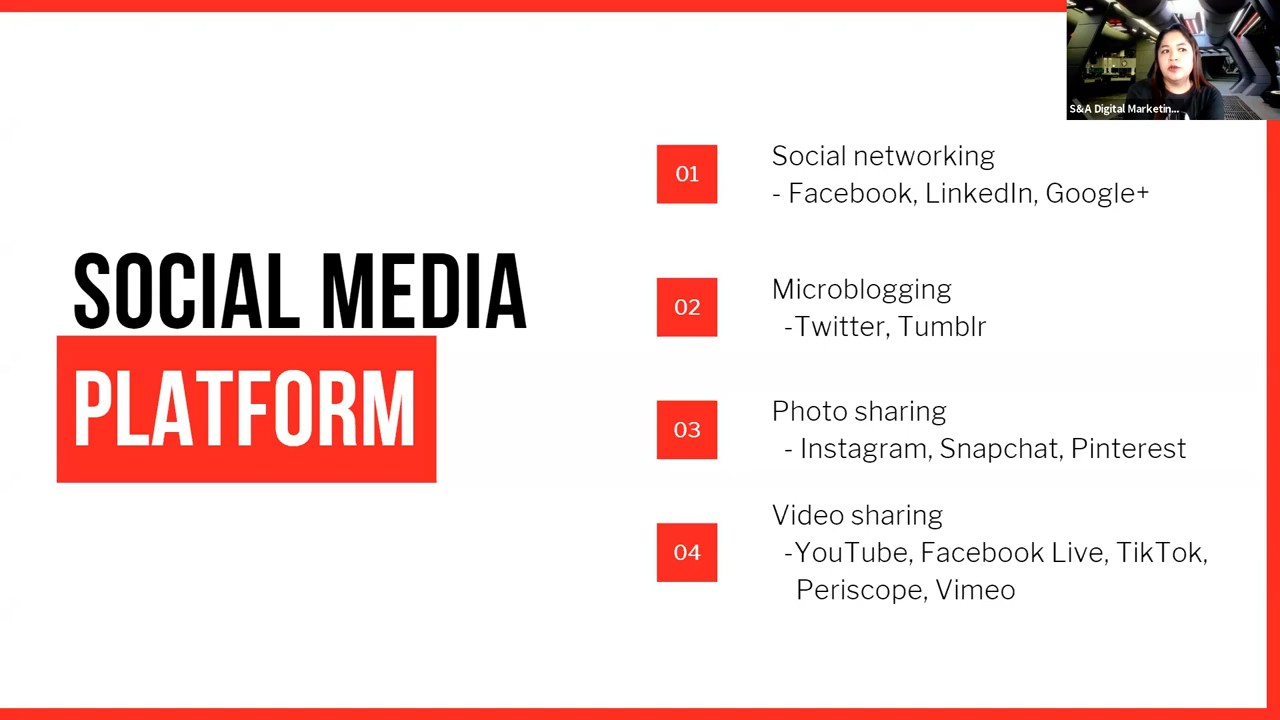 S&A Digital Marketin...
SOCIAL MEDIA
PLATFORM
01
Social networking
- Facebook, LinkedIn, Google+
02
Microblogging
-Twitter, Tumblr
03
Photo sharing
- Instagram, Snapchat, Pinterest
04
Video sharing
-YouTube, Facebook Live, TikTok,
Periscope, Vimeo